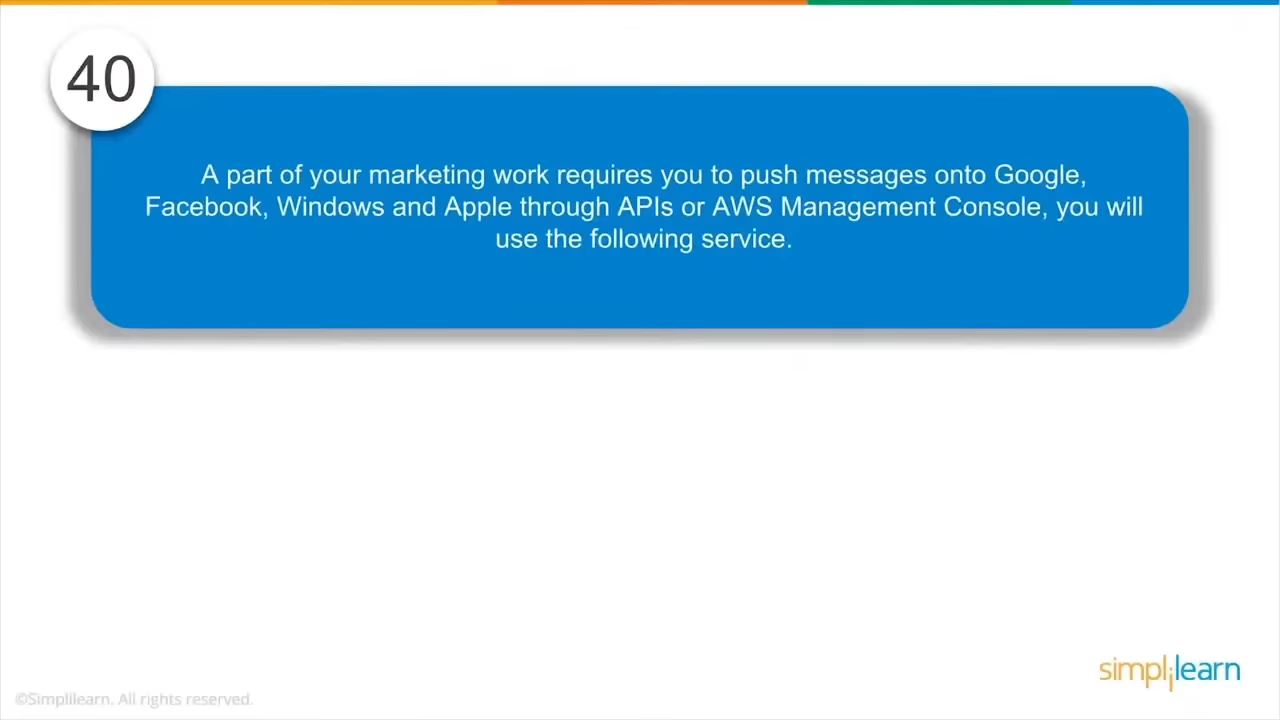 40
A part of your marketing work requires you to push messages onto Google,
Facebook, Windows and Apple through APIs or AWS Management Console, you will
use the following service.
simplilearn
©Simplilearn. All rights reserved.